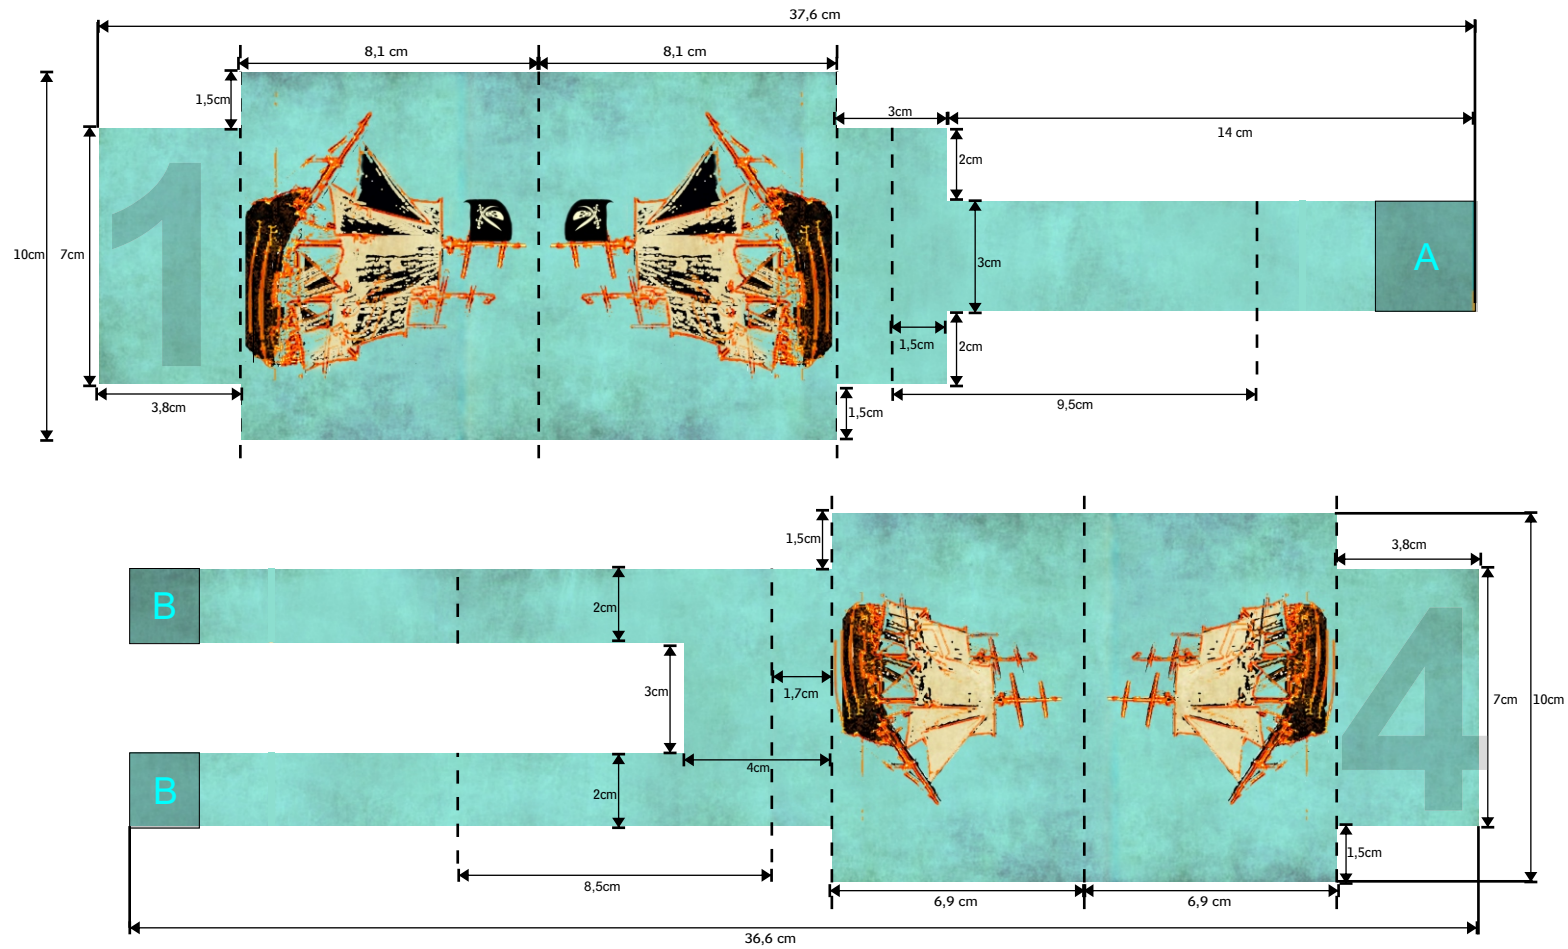 37,6 cm
8,1 cm
8,1 cm
1,5cm
3cm
14 cm
2cm
1
10cm
7cm
3cm
A
1,5cm
2cm
3,8cm
1,5cm
9,5cm
1,5cm
3,8cm
B
2cm
4
3cm
1,7cm
7cm
10cm
4cm
B
2cm
1,5cm
8,5cm
6,9 cm
6,9 cm
36,6 cm